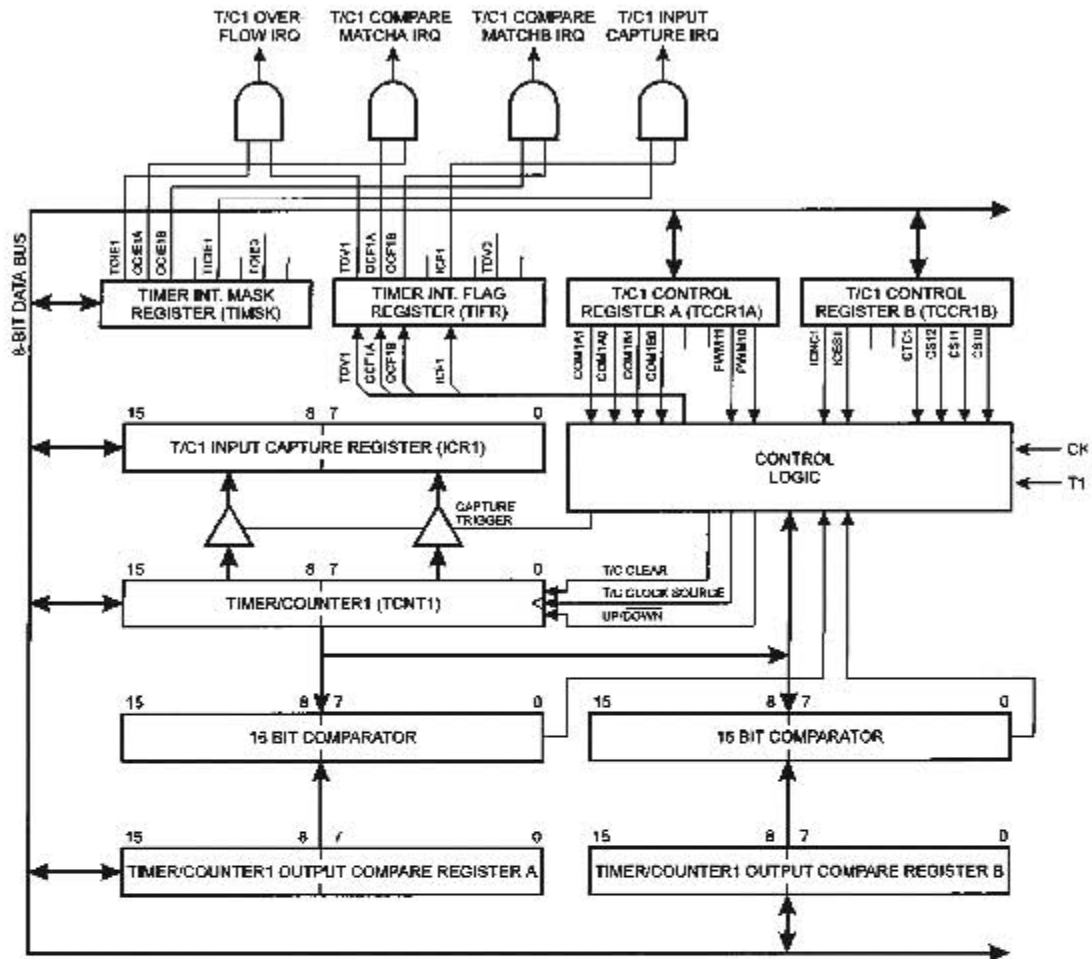 T/C1 OVER-
FLOW IRQ
T/C1 COMPARE
MATCHA IRQ
T/C1 COMPARE
MATCHB IRQ
T/C1 INPUT
CAPTURE IRQ
8-BIT DATA BUS
TOIE1
OCIE1A
OCIE1B
TICIE1
TOIE0
TOV1
OCF1A
OCF1B
ICF1
TOV0
TIMER INT. MASK
REGISTER (TIMSK)
TIMER INT. FLAG
REGISTER (TIFR)
T/C1 CONTROL
REGISTER A (TCCR1A)
T/C1 CONTROL
REGISTER B (TCCR1B)
TOV1
OCF1A
OCF1B
ICF1
COM1A1
COM1A0
COM1B1
COM1B0
PWM11
PWM10
ICNC1
ICES1
CTC1
CS12
CS11
CS10
15 8 7 0
T/C1 INPUT CAPTURE REGISTER (ICR1)
CONTROL
LOGIC
CK
T1
CAPTURE
TRIGGER
15 8 7 0
TIMER/COUNTER1 (TCNT1)
T/C CLEAR
T/C CLOCK SOURCE
UP/DOWN
15 8 7 0
16 BIT COMPARATOR
15 8 7 0
16 BIT COMPARATOR
15 8 7 0
TIMER/COUNTER1 OUTPUT COMPARE REGISTER A
15 8 7 0
TIMER/COUNTER1 OUTPUT COMPARE REGISTER B